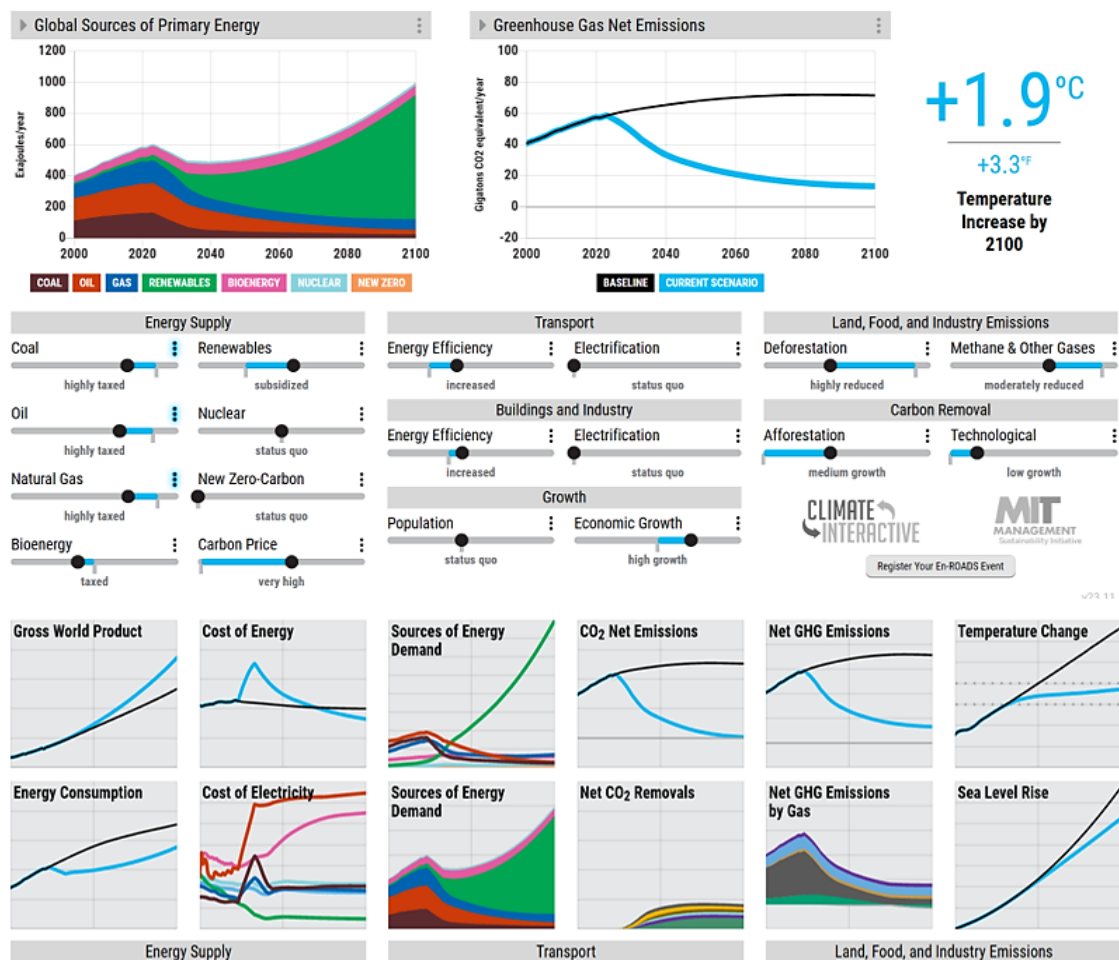 Global Sources of Primary Energy
Greenhouse Gas Net Emissions
1200
1000
800
600
400
200
0
Exajoules/year
2000 2020 2040 2060 2080 2100
COAL OIL GAS RENEWABLES BIOENERGY NUCLEAR NEW ZERO
100
80
60
40
20
0
-20
Gigatons CO2 equivalent/year
2000 2020 2040 2060 2080 2100
BASELINE CURRENT SCENARIO
+1.9 °C
+3.3 °F
Temperature
Increase by
2100
Energy Supply
Coal
highly taxed
Renewables
subsidized
Oil
highly taxed
Nuclear
status quo
Natural Gas
highly taxed
New Zero-Carbon
status quo
Bioenergy
taxed
Carbon Price
very high
Transport
Energy Efficiency
increased
Electrification
status quo
Buildings and Industry
Energy Efficiency
increased
Electrification
status quo
Growth
Population
status quo
Economic Growth
high growth
Land, Food, and Industry Emissions
Deforestation
highly reduced
Methane & Other Gases
moderately reduced
Carbon Removal
Afforestation
medium growth
Technological
low growth
CLIMATE
INTERACTIVE
MIT
MANAGEMENT
Sustainability Initiative
Register Your En-ROADS Event
v23.11
Gross World Product
Cost of Energy
Sources of Energy
Demand
CO₂ Net Emissions
Net GHG Emissions
Temperature Change
Energy Consumption
Cost of Electricity
Sources of Energy
Demand
Net CO₂ Removals
Net GHG Emissions
by Gas
Sea Level Rise
Energy Supply
Transport
Land, Food, and Industry Emissions